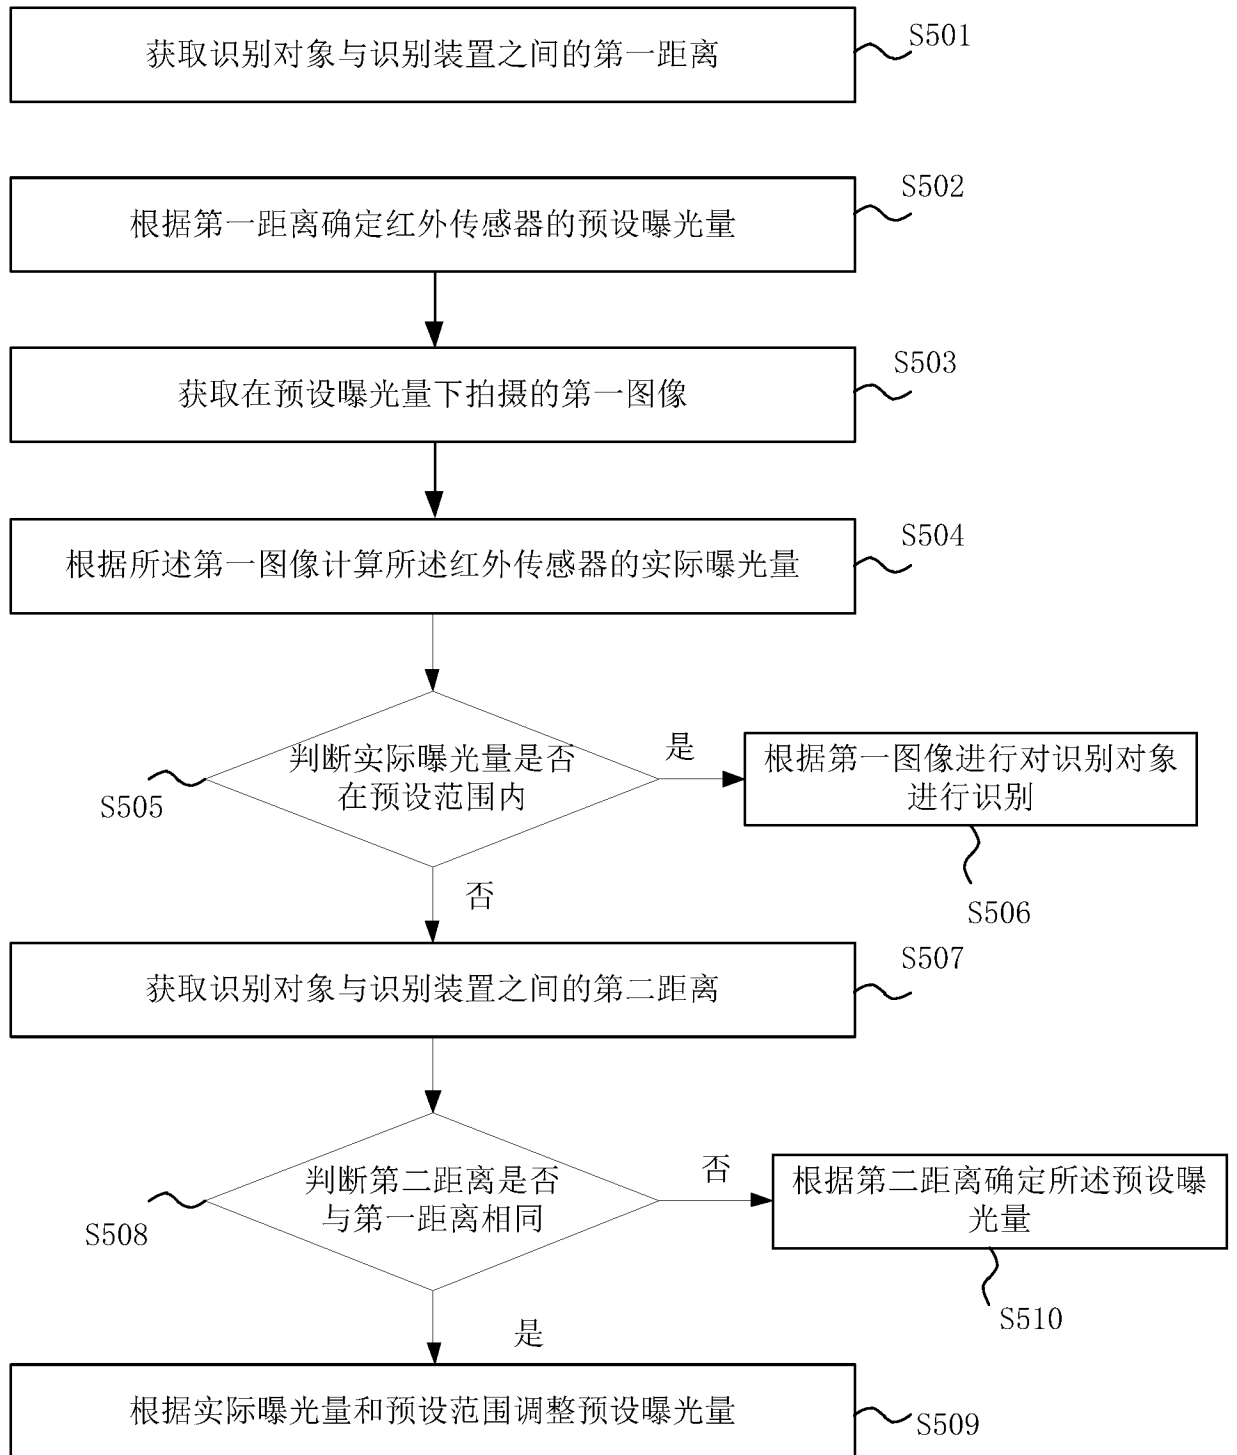 获取识别对象与识别装置之间的第一距离
S501
根据第一距离确定红外传感器的预设曝光量
S502
获取在预设曝光量下拍摄的第一图像
S503
根据所述第一图像计算所述红外传感器的实际曝光量
S504
判断实际曝光量是否
在预设范围内
S505
是
根据第一图像进行对识别对象
进行识别
S506
否
获取识别对象与识别装置之间的第二距离
S507
判断第二距离是否
与第一距离相同
S508
否
根据第二距离确定所述预设曝
光量
S510
是
根据实际曝光量和预设范围调整预设曝光量
S509